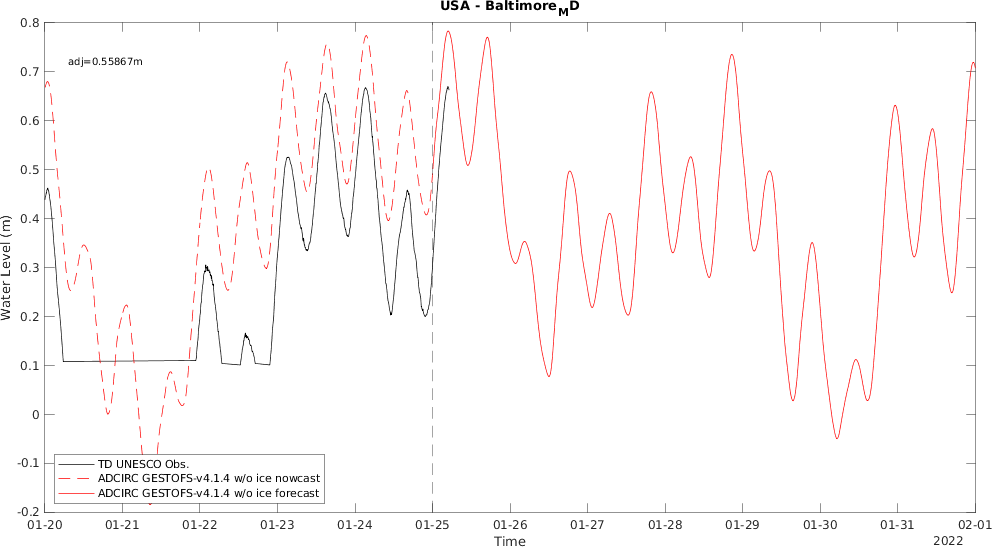 USA - BaltimoreMD
adj=0.55867m
Water Level (m)
0.8
0.7
0.6
0.5
0.4
0.3
0.2
0.1
0
-0.1
-0.2
TD UNESCO Obs.
ADCIRC GESTOFS-v4.1.4 w/o ice nowcast
ADCIRC GESTOFS-v4.1.4 w/o ice forecast
01-20 01-21 01-22 01-23 01-24 01-25 01-26 01-27 01-28 01-29 01-30 01-31 02-01
Time
2022